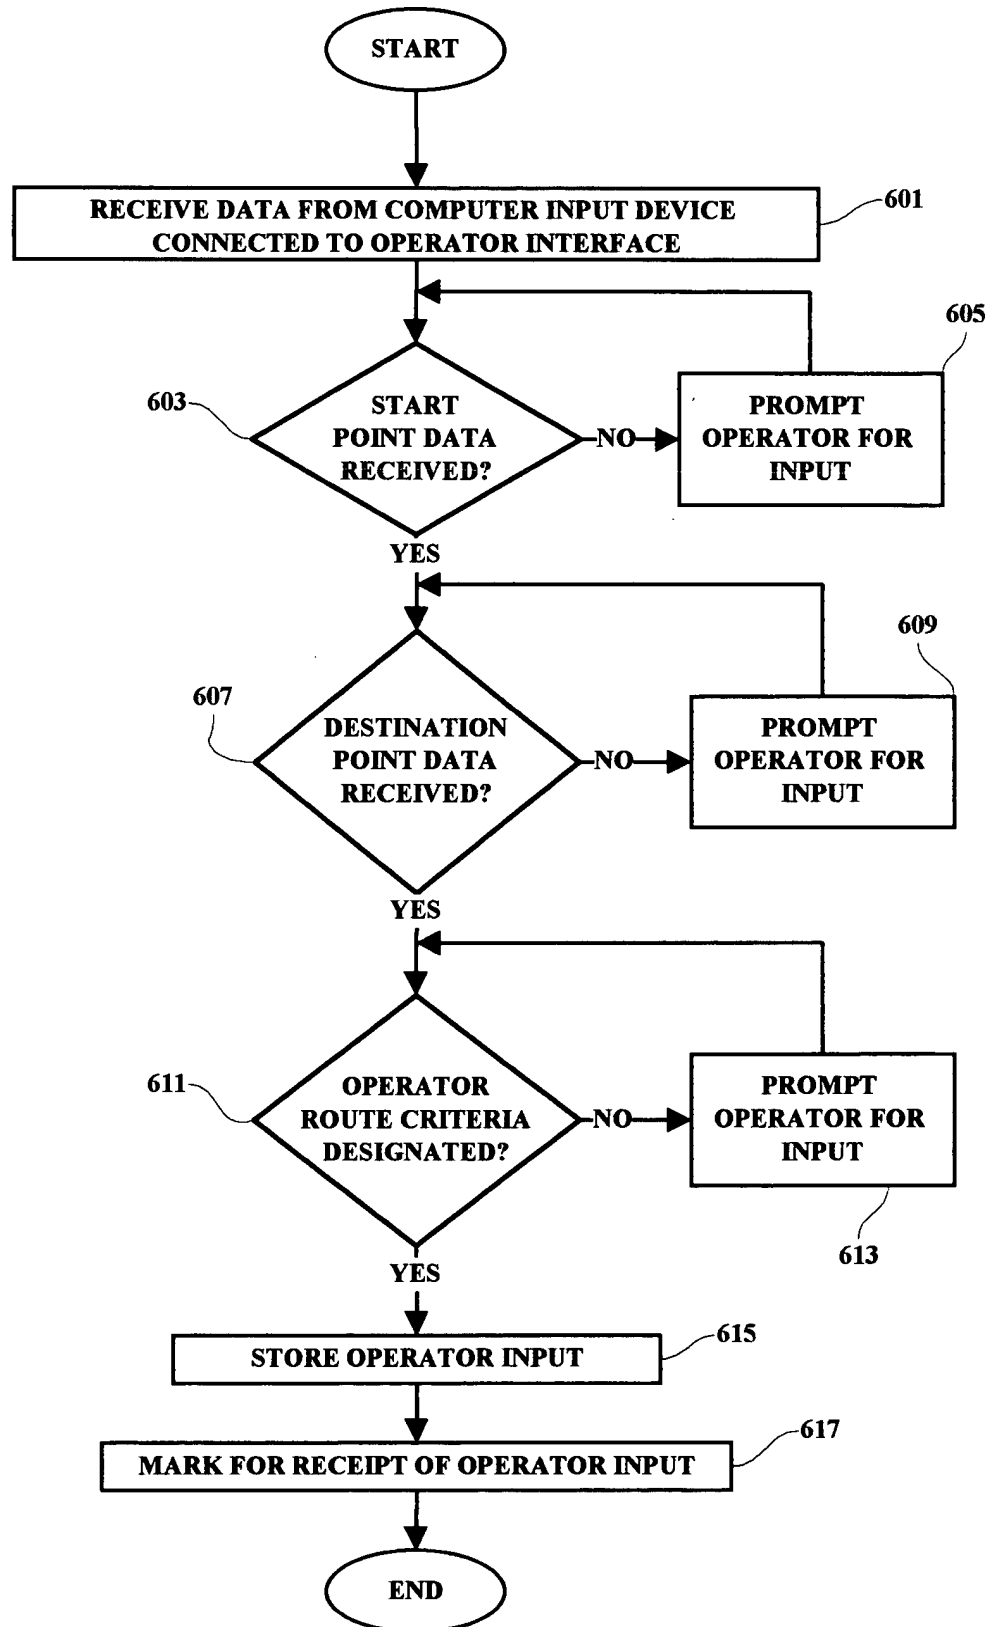 START
RECEIVE DATA FROM COMPUTER INPUT DEVICE
CONNECTED TO OPERATOR INTERFACE
601
605
603
START
POINT DATA
RECEIVED?
NO
PROMPT
OPERATOR FOR
INPUT
YES
609
607
DESTINATION
POINT DATA
RECEIVED?
NO
PROMPT
OPERATOR FOR
INPUT
YES
611
OPERATOR
ROUTE CRITERIA
DESIGNATED?
NO
PROMPT
OPERATOR FOR
INPUT
613
YES
615
STORE OPERATOR INPUT
617
MARK FOR RECEIPT OF OPERATOR INPUT
END